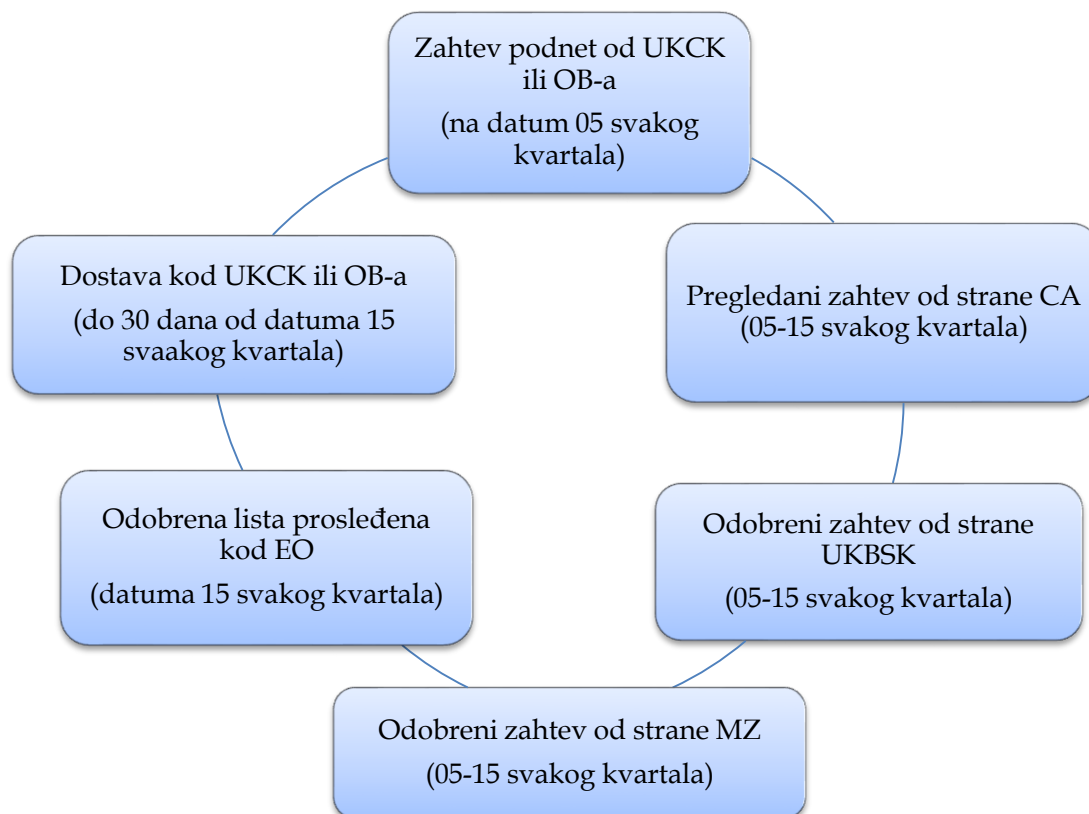 Zahtev podnet od UKCK
ili OB-a
(na datum 05 svakog
kvartala)
Pregledani zahtev od strane CA
(05-15 svakog kvartala)
Odobreni zahtev od strane
UKBSK
(05-15 svakog kvartala)
Odobreni zahtev od strane MZ
(05-15 svakog kvartala)
Odobrena lista prosleđena
kod EO
(datuma 15 svakog kvartala)
Dostava kod UKCK ili OB-a
(do 30 dana od datuma 15
svaakog kvartala)